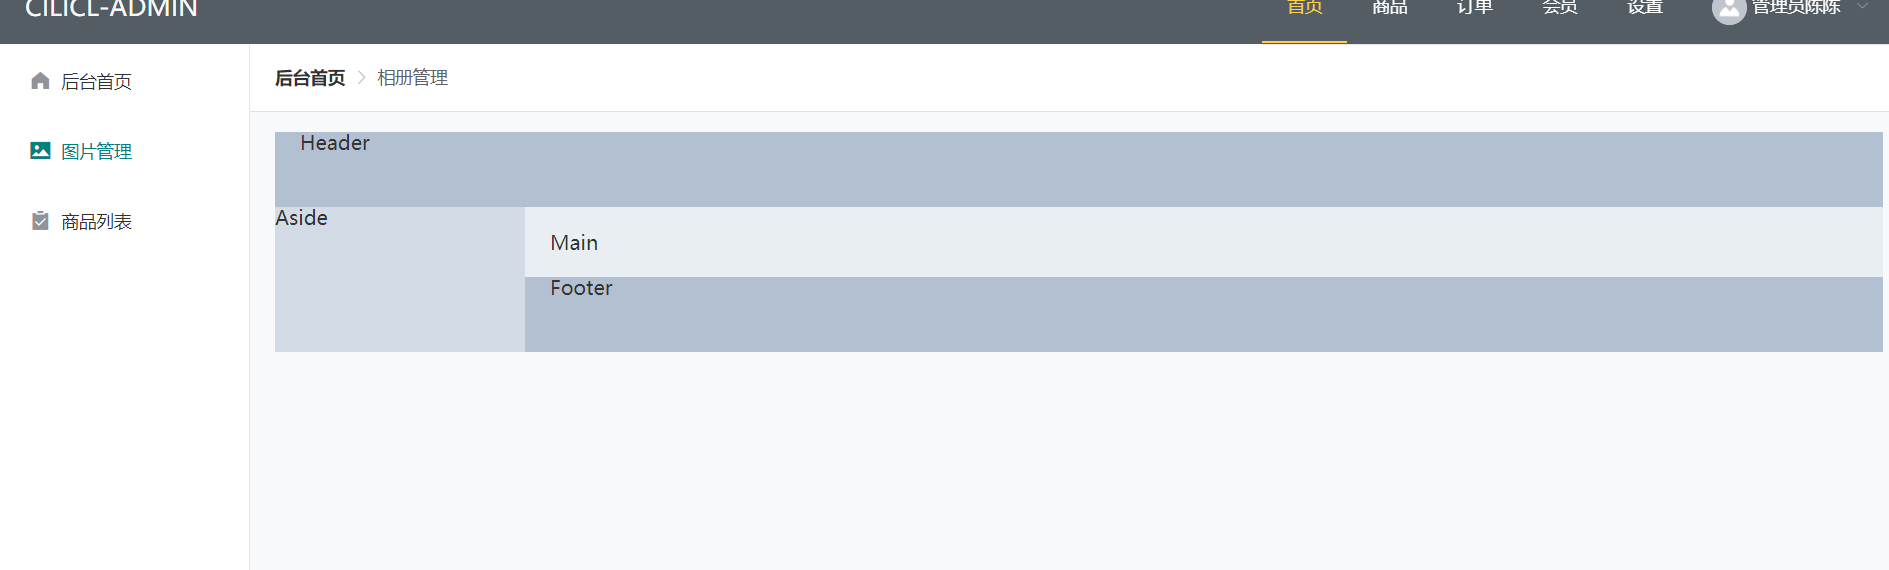 CILICL-ADMIN
首页 商品 订单 会员 设置 管理员陈陈
后台首页
图片管理
商品列表
后台首页 相册管理
Header
Aside
Main
Footer